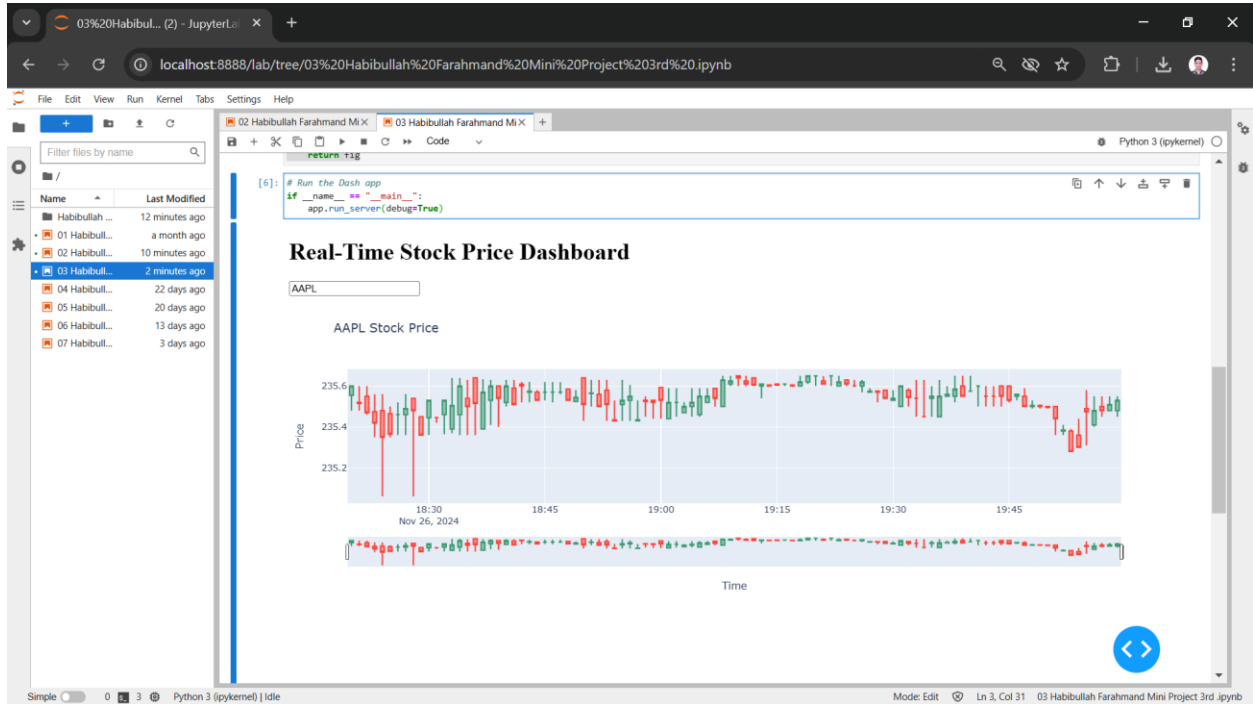 03%20Habibul... (2) - JupyterLa
localhost:8888/lab/tree/03%20Habibullah%20Farahmand%20Mini%20Project%203rd%20.ipynb
File Edit View Run Kernel Tabs Settings Help
02 Habibullah Farahmand Mi
03 Habibullah Farahmand Mi
Code
Python 3 (ipykernel)
Filter files by name
/
Name Last Modified
Habibullah ... 12 minutes ago
01 Habibull... a month ago
02 Habibull... 10 minutes ago
03 Habibull... 2 minutes ago
04 Habibull... 22 days ago
05 Habibull... 20 days ago
06 Habibull... 13 days ago
07 Habibull... 3 days ago
return fig
[6]: # Run the Dash app
if __name__ == "__main__":
app.run_server(debug=True)
Real-Time Stock Price Dashboard
AAPL
AAPL Stock Price
235.6
235.4
235.2
Price
18:30 18:45 19:00 19:15 19:30 19:45
Nov 26, 2024
Time
Simple 0 3 Python 3 (ipykernel) | Idle Mode: Edit Ln 3, Col 31 03 Habibullah Farahmand Mini Project 3rd .ipynb